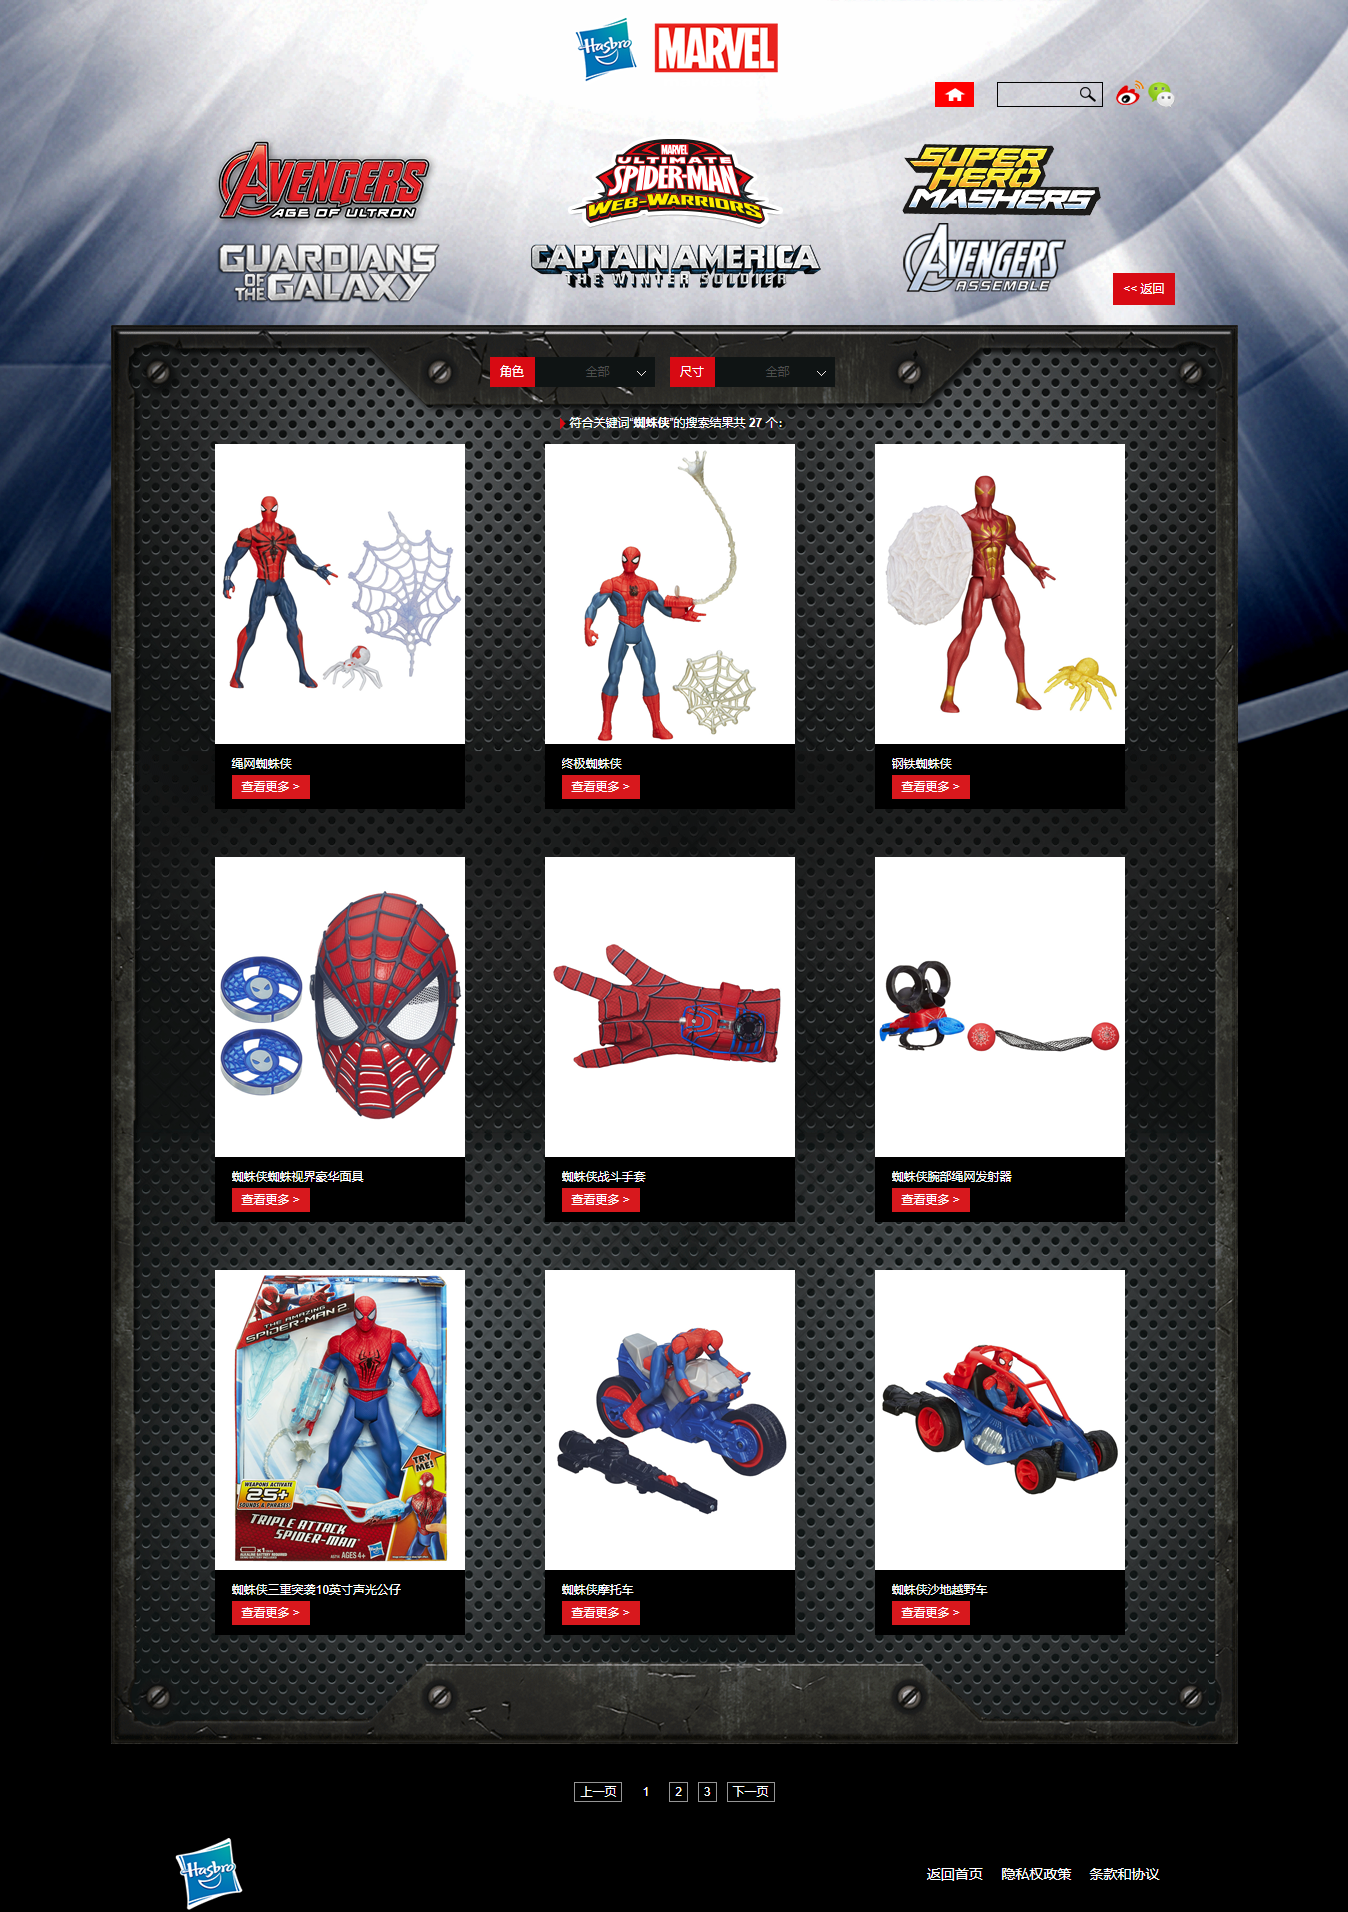 Hasbro MARVEL
AVENGERS
AGE OF ULTRON
MARVEL
ULTIMATE
SPIDER-MAN
WEB-WARRIORS
SUPER
HERO
MASHERS
GUARDIANS
OF THE GALAXY
CAPTAIN AMERICA
THE WINTER SOLDIER
AVENGERS
ASSEMBLE
<< 返回
角色 全部 尺寸 全部
符合关键词“蜘蛛侠”的搜索结果共 27 个：
绳网蜘蛛侠
查看更多 >
终极蜘蛛侠
查看更多 >
钢铁蜘蛛侠
查看更多 >
蜘蛛侠蜘蛛视界豪华面具
查看更多 >
蜘蛛侠战斗手套
查看更多 >
蜘蛛侠腕部绳网发射器
查看更多 >
THE AMAZING
SPIDER-MAN 2
TRY
ME!
WEAPONS ACTIVATE
25+
SOUNDS & PHRASES!
TRIPLE ATTACK
SPIDER-MAN
AGES 4+
Hasbro
蜘蛛侠三重突袭10英寸声光公仔
查看更多 >
蜘蛛侠摩托车
查看更多 >
蜘蛛侠沙地越野车
查看更多 >
上一页 1 2 3 下一页
Hasbro
返回首页 隐私权政策 条款和协议